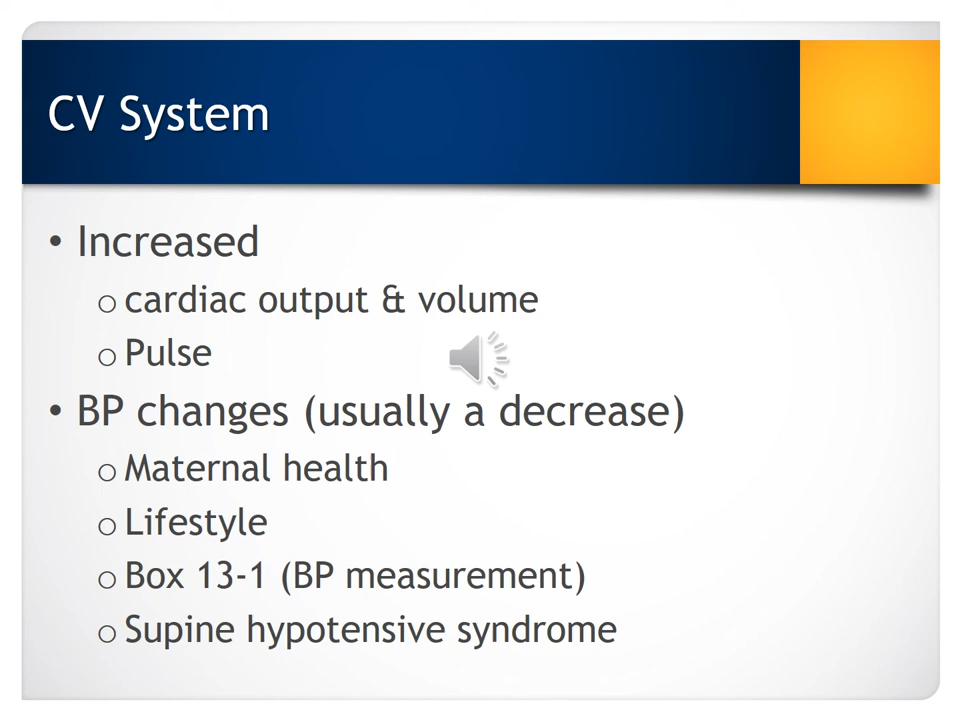 CV System
• Increased
o cardiac output & volume
o Pulse
• BP changes (usually a decrease)
o Maternal health
o Lifestyle
o Box 13-1 (BP measurement)
o Supine hypotensive syndrome